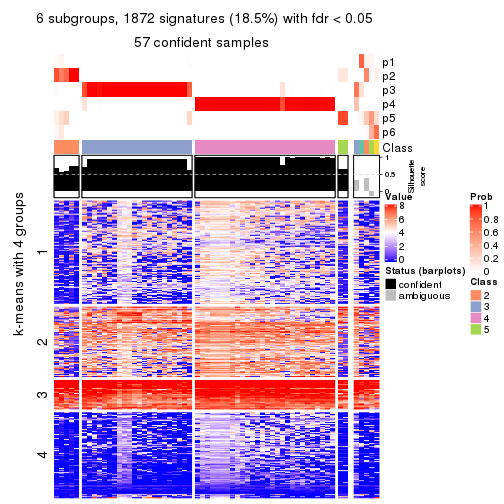 6 subgroups, 1872 signatures (18.5%) with fdr < 0.05
57 confident samples
p1
p2
p3
p4
p5
p6
Class
1
0.5
0
Silhouette
score
k-means with 4 groups
1
2
3
4
Value
8
6
4
2
0
Status (barplots)
confident
ambiguous
Prob
1
0.8
0.6
0.4
0.2
0
Class
2
3
4
5